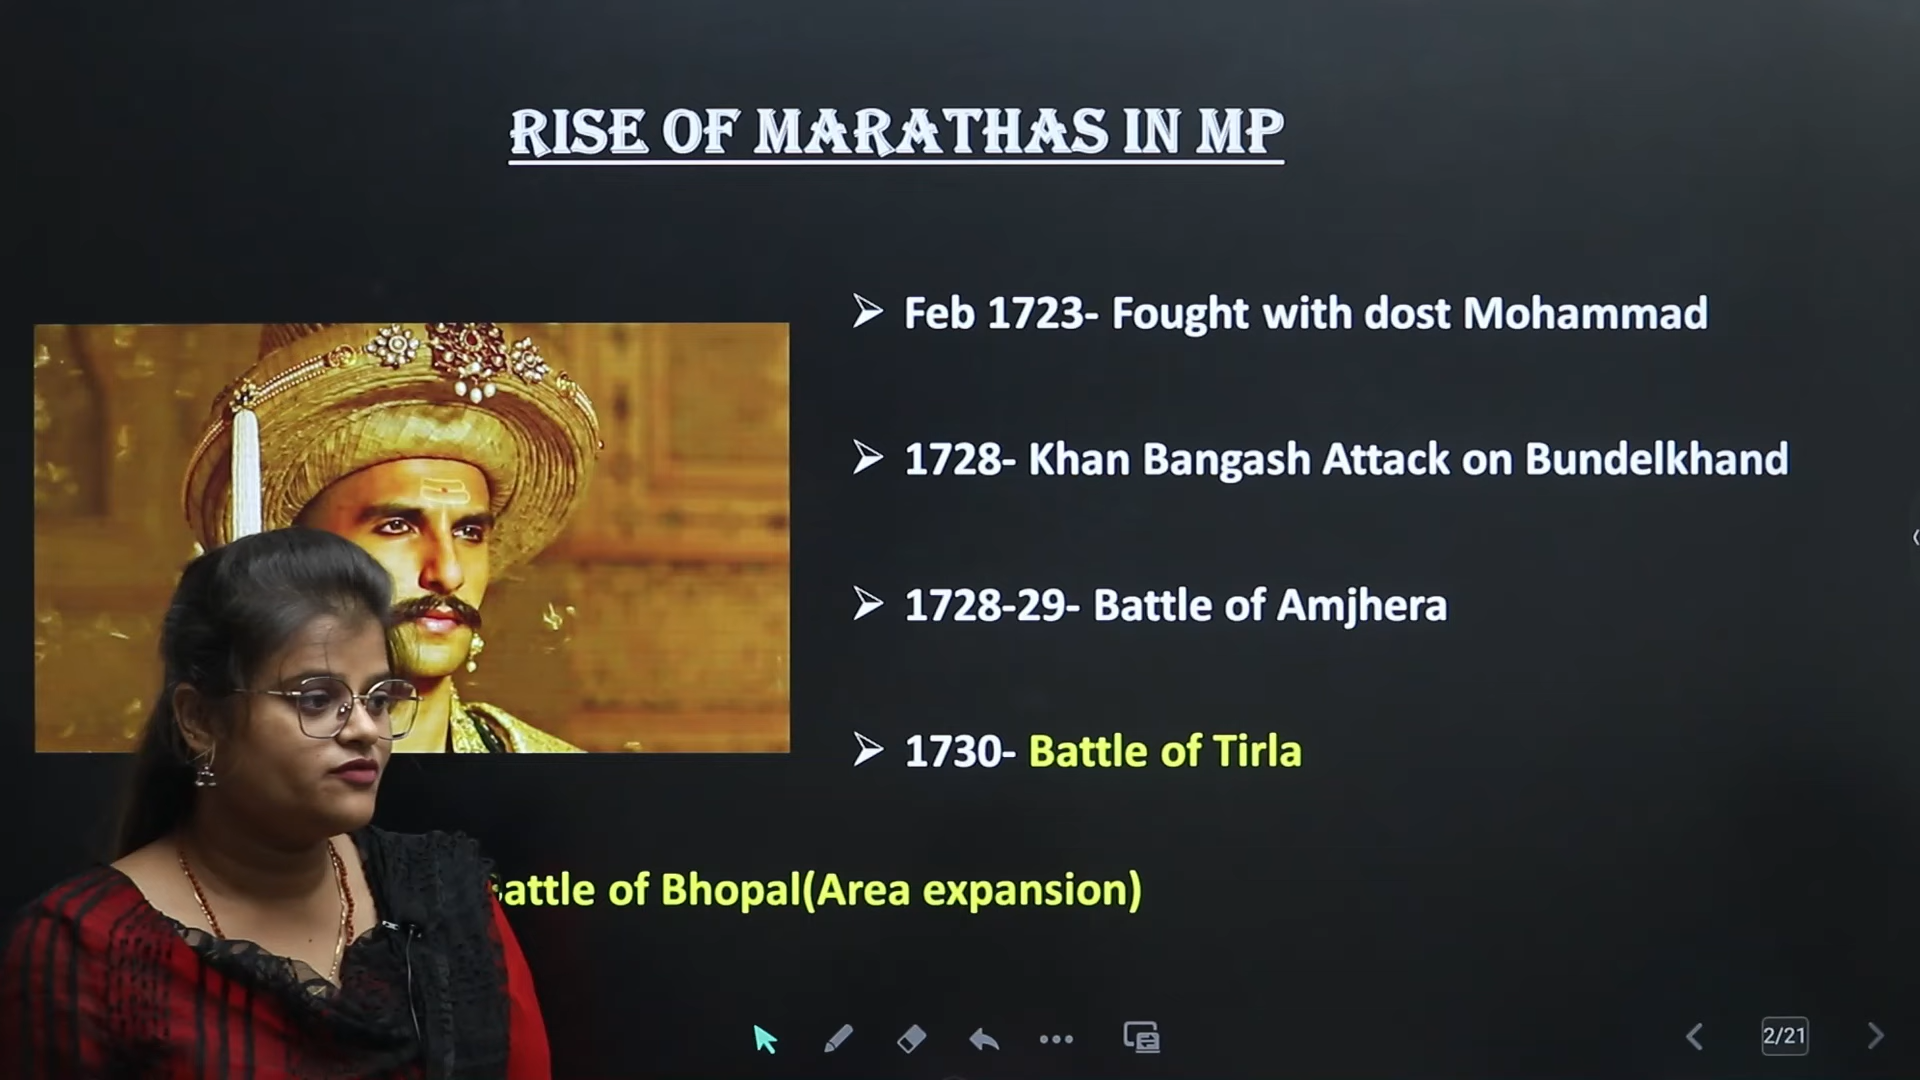 RISE OF MARATHAS IN MP
➢ Feb 1723- Fought with dost Mohammad
➢ 1728- Khan Bangash Attack on Bundelkhand
➢ 1728-29- Battle of Amjhera
➢ 1730- Battle of Tirla
of Bhopal(Area expansion)
2/21